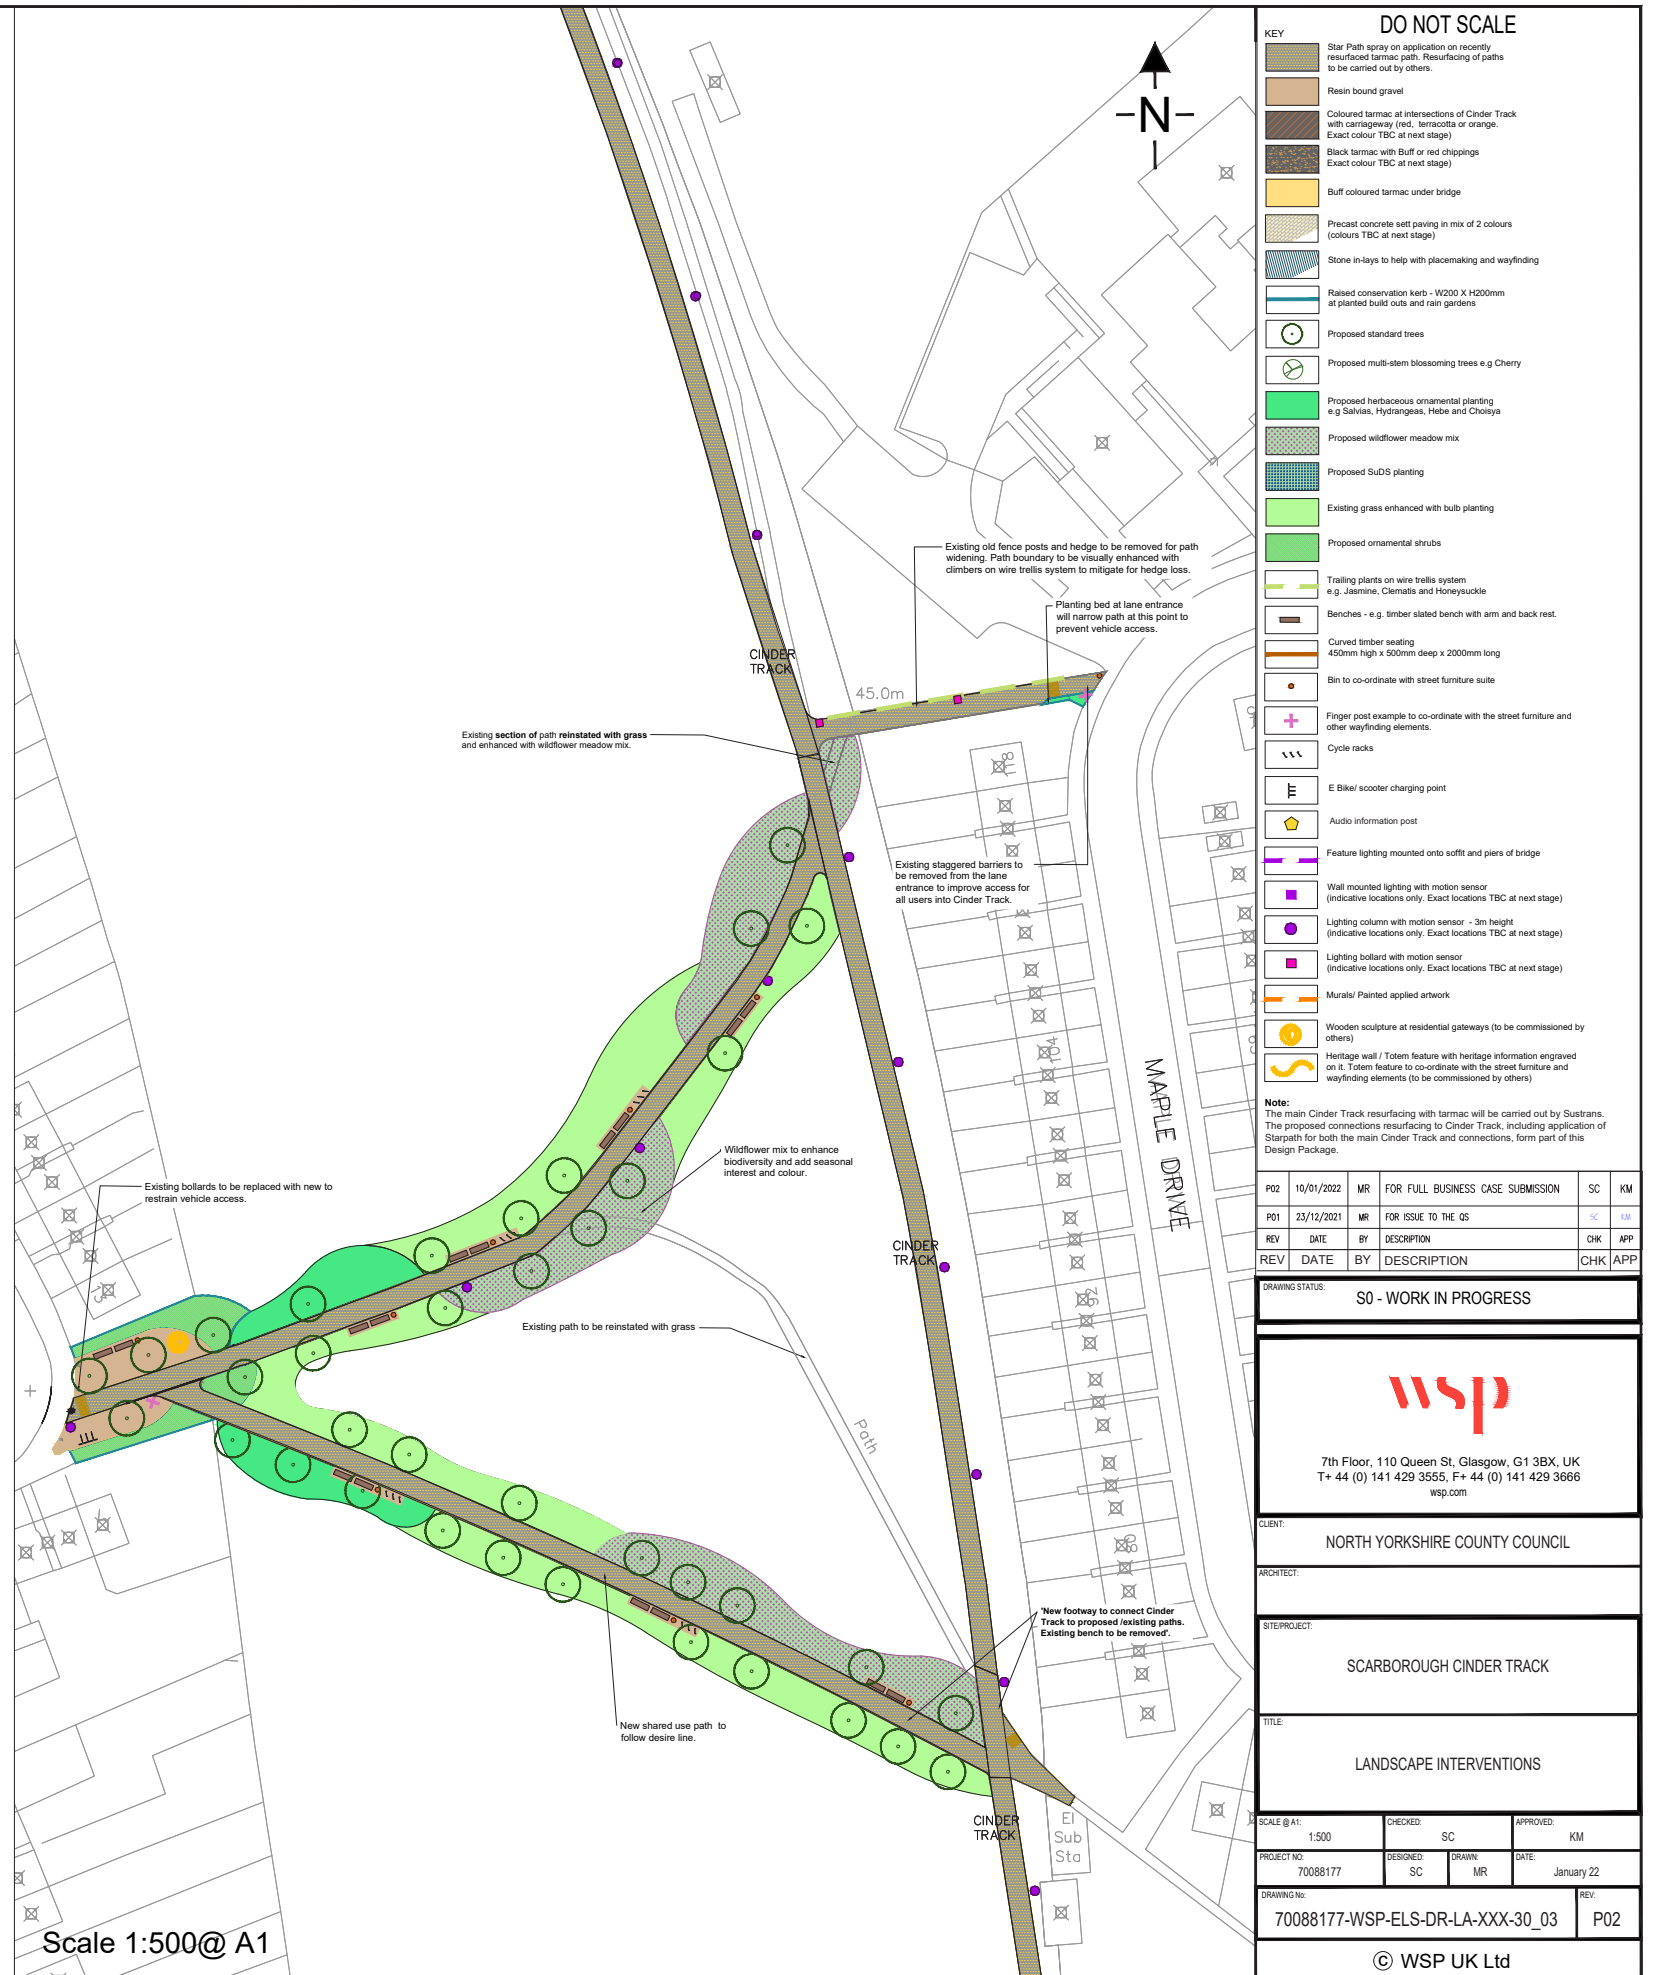 DO NOT SCALE
KEY
Star Path spray on application on recently
resurfaced tarmac path. Resurfacing of paths
to be carried out by others.
Resin bound gravel
Coloured tarmac at intersections of Cinder Track
with carriageway (red, terracotta or orange.
Exact colour TBC at next stage)
Black tarmac with Buff or red chippings
Exact colour TBC at next stage)
Buff coloured tarmac under bridge
Precast concrete sett paving in mix of 2 colours
(colours TBC at next stage)
Stone in-lays to help with placemaking and wayfinding
Raised conservation kerb - W200 X H200mm
at planted build outs and rain gardens
Proposed standard trees
Proposed multi-stem blossoming trees e.g Cherry
Proposed herbaceous ornamental planting
e.g Salvias, Hydrangeas, Hebe and Choisya
Proposed wildflower meadow mix
Proposed SuDS planting
Existing grass enhanced with bulb planting
Proposed ornamental shrubs
Trailing plants on wire trellis system
e.g. Jasmine, Clematis and Honeysuckle
Benches - e.g. timber slated bench with arm and back rest.
Curved timber seating
450mm high x 500mm deep x 2000mm long
Bin to co-ordinate with street furniture suite
Finger post example to co-ordinate with the street furniture and
other wayfinding elements.
Cycle racks
E Bike/ scooter charging point
Audio information post
Feature lighting mounted onto soffit and piers of bridge
Wall mounted lighting with motion sensor
(indicative locations only. Exact locations TBC at next stage)
Lighting column with motion sensor - 3m height
(indicative locations only. Exact locations TBC at next stage)
Lighting bollard with motion sensor
(indicative locations only. Exact locations TBC at next stage)
Murals/ Painted applied artwork
Wooden sculpture at residential gateways (to be commissioned by
others)
Heritage wall / Totem feature with heritage information engraved
on it. Totem feature to co-ordinate with the street furniture and
wayfinding elements (to be commissioned by others)
Note:
The main Cinder Track resurfacing with tarmac will be carried out by Sustrans.
The proposed connections resurfacing to Cinder Track, including application of
Starpath for both the main Cinder Track and connections, form part of this
Design Package.
P02 10/01/2022 MR FOR FULL BUSINESS CASE SUBMISSION SC KM
P01 23/12/2021 MR FOR ISSUE TO THE QS SC KM
REV DATE BY DESCRIPTION CHK APP
REV DATE BY DESCRIPTION CHK APP
DRAWING STATUS:
S0 - WORK IN PROGRESS
wsp
7th Floor, 110 Queen St, Glasgow, G1 3BX, UK
T+ 44 (0) 141 429 3555, F+ 44 (0) 141 429 3666
wsp.com
CLIENT:
NORTH YORKSHIRE COUNTY COUNCIL
ARCHITECT:
SITE/PROJECT:
SCARBOROUGH CINDER TRACK
TITLE:
LANDSCAPE INTERVENTIONS
SCALE @ A1: CHECKED: APPROVED:
1:500 SC KM
PROJECT NO: DESIGNED: DRAWN: DATE:
70088177 SC MR January 22
DRAWING No: REV:
70088177-WSP-ELS-DR-LA-XXX-30_03 P02
© WSP UK Ltd
N
Existing old fence posts and hedge to be removed for path
widening. Path boundary to be visually enhanced with
climbers on wire trellis system to mitigate for hedge loss.
Planting bed at lane entrance
will narrow path at this point to
prevent vehicle access.
CINDER
TRACK
45.0m
Existing section of path reinstated with grass
and enhanced with wildflower meadow mix.
118
Existing staggered barriers to
be removed from the lane
entrance to improve access for
all users into Cinder Track.
104
MAPLE DRIVE
Wildflower mix to enhance
biodiversity and add seasonal
interest and colour.
Existing bollards to be replaced with new to
restrain vehicle access.
CINDER
TRACK
92
Existing path to be reinstated with grass
Path
'New footway to connect Cinder
Track to proposed /existing paths.
Existing bench to be removed'.
New shared use path to
follow desire line.
CINDER
TRACK
El
Sub
Sta
Scale 1:500@ A1